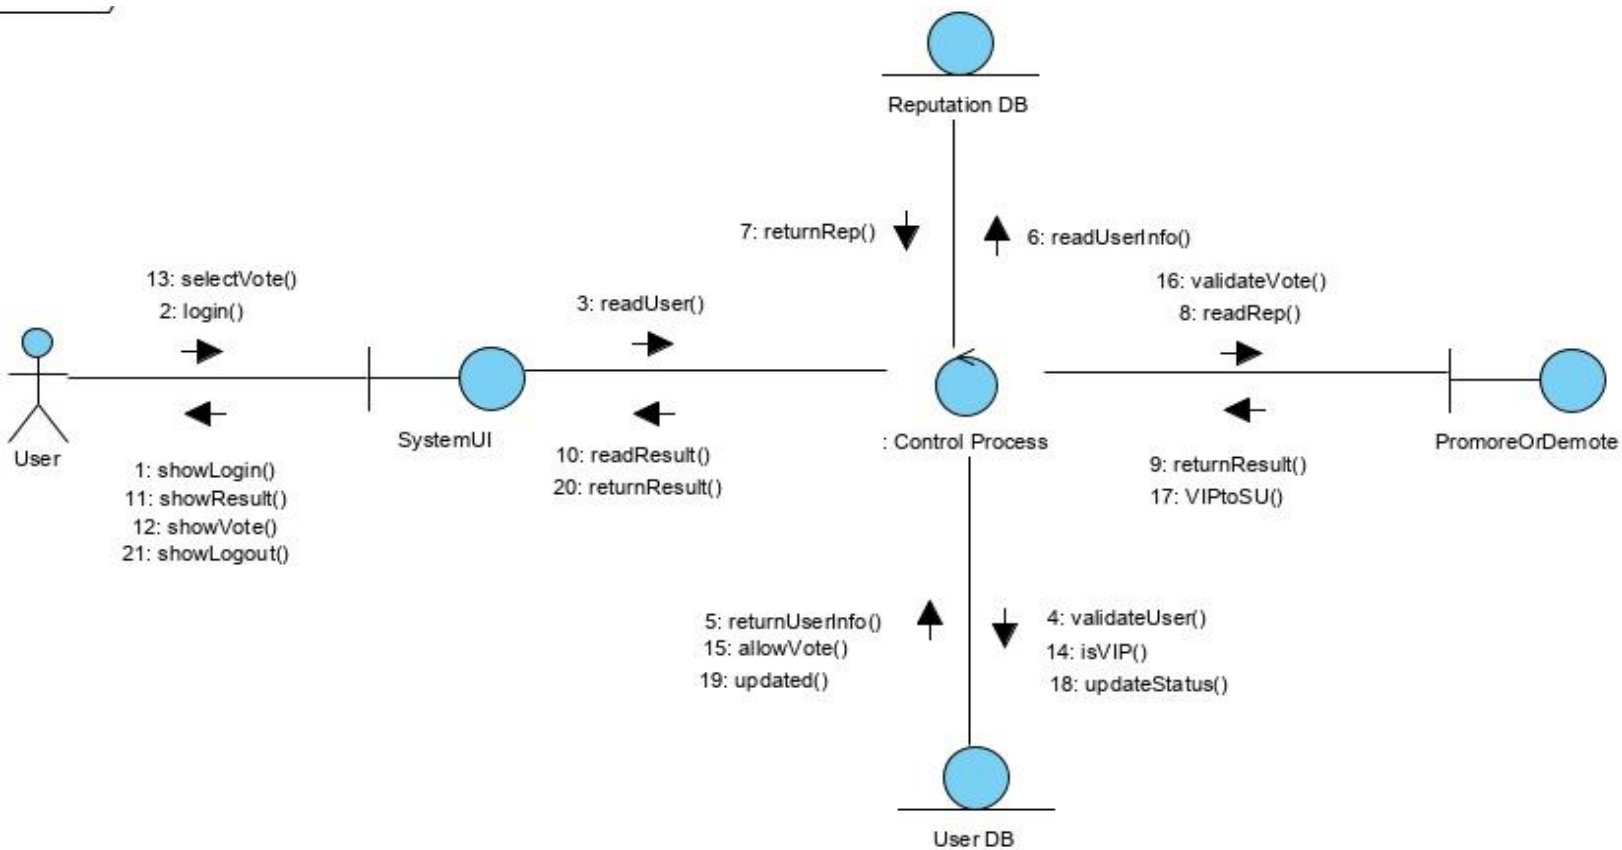 Reputation DB
7: returnRep()
6: readUserInfo()
13: selectVote()
2: login()
3: readUser()
16: validateVote()
8: readRep()
User
SystemUI
: Control Process
PromoreOrDemote
1: showLogin()
11: showResult()
12: showVote()
21: showLogout()
10: readResult()
20: returnResult()
9: returnResult()
17: VIPtoSU()
5: returnUserInfo()
15: allowVote()
19: updated()
4: validateUser()
14: isVIP()
18: updateStatus()
User DB